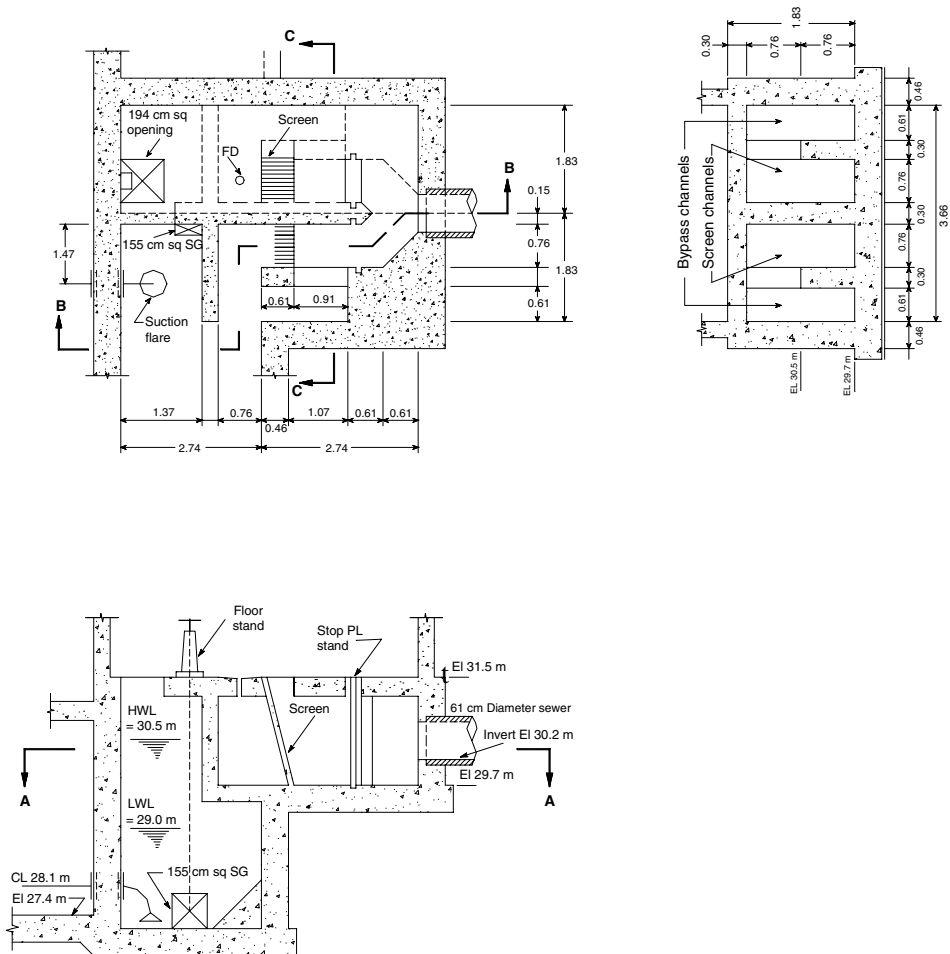 C
194 cm sq
opening
Screen
FD
B
1.83
0.15
155 cm sq SG
1.47
0.76
1.83
B
0.61
0.91
0.61
Suction
flare
C
1.37
0.76
0.46
1.07
0.61
0.61
2.74
2.74
1.83
0.30
0.76
0.76
0.46
0.61
0.30
0.76
0.30
3.66
0.76
0.30
0.61
0.46
Bypass channels
Screen channels
EL 30.5 m
EL 29.7 m
Floor
stand
Stop PL
stand
El 31.5 m
HWL
= 30.5 m
Screen
61 cm Diameter sewer
Invert El 30.2 m
El 29.7 m
A
A
LWL
= 29.0 m
CL 28.1 m
155 cm sq SG
El 27.4 m